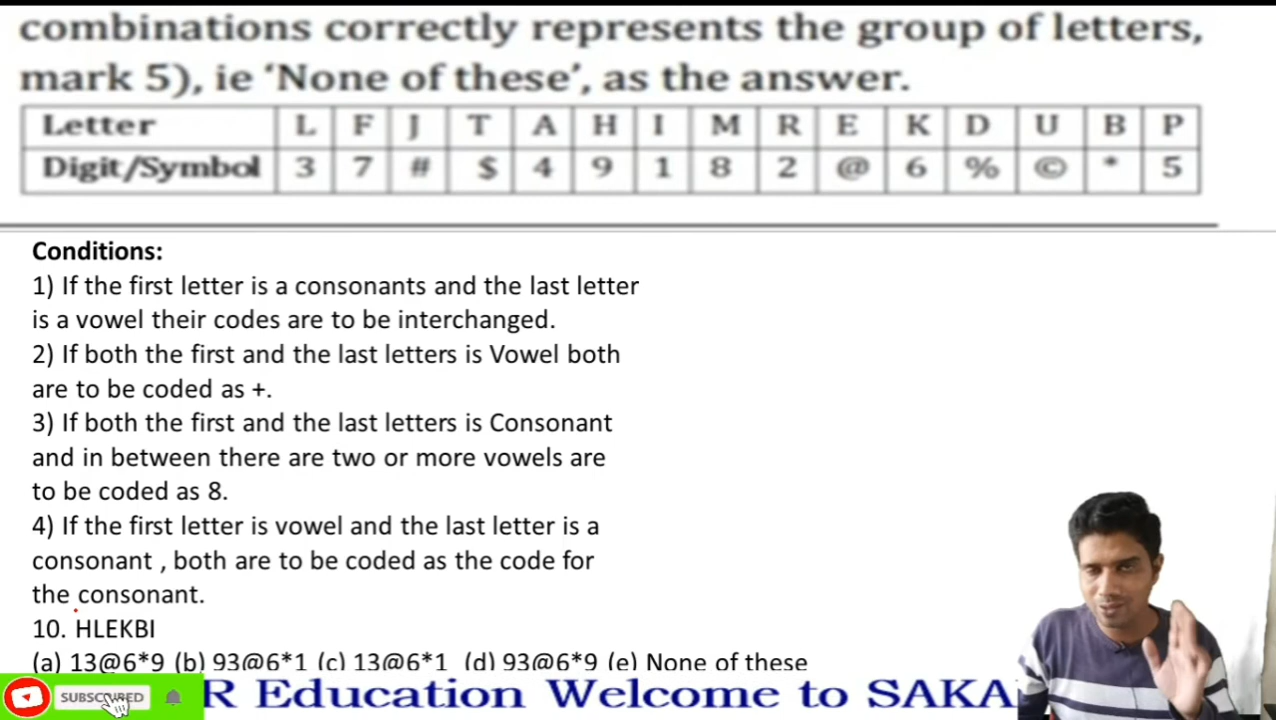 combinations correctly represents the group of letters,
mark 5), ie ‘None of these’, as the answer.
Letter L F J T A H I M R E K D U B P
Digit/Symbol 3 7 # $ 4 9 1 8 2 @ 6 % © * 5
Conditions:
1) If the first letter is a consonants and the last letter
is a vowel their codes are to be interchanged.
2) If both the first and the last letters is Vowel both
are to be coded as +.
3) If both the first and the last letters is Consonant
and in between there are two or more vowels are
to be coded as 8.
4) If the first letter is vowel and the last letter is a
consonant , both are to be coded as the code for
the consonant.
10. HLEKBI
(a) 13@6*9 (b) 93@6*1 (c) 13@6*1 (d) 93@6*9 (e) None of these
SUBSCRIBED R Education Welcome to SAKA